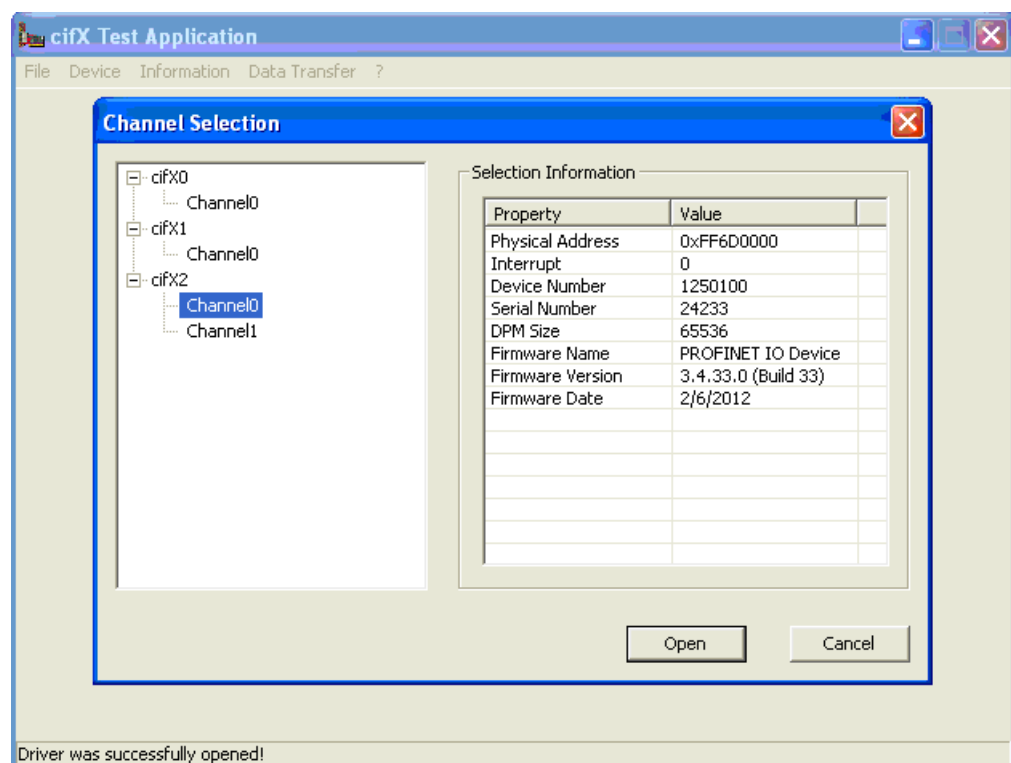 cifX Test Application
File Device Information Data Transfer ?
Channel Selection
cifX0
Channel0
cifX1
Channel0
cifX2
Channel0
Channel1
Selection Information
Property Value
Physical Address 0xFF6D0000
Interrupt 0
Device Number 1250100
Serial Number 24233
DPM Size 65536
Firmware Name PROFINET IO Device
Firmware Version 3.4.33.0 (Build 33)
Firmware Date 2/6/2012
Open Cancel
Driver was successfully opened!